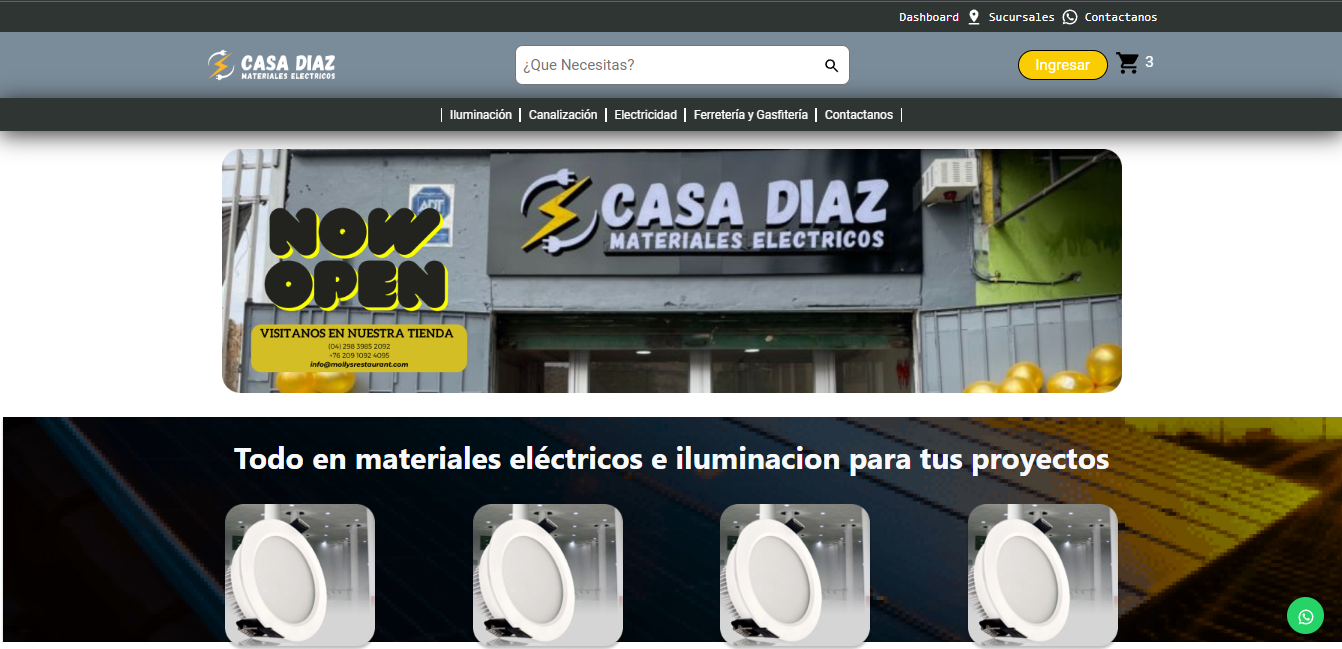 Dashboard Sucursales Contactanos
CASA DIAZ
MATERIALES ELECTRICOS
¿Que Necesitas?
Ingresar
3
Iluminación Canalización Electricidad Ferretería y Gasfitería Contactanos
ADT
CASA DIAZ
MATERIALES ELECTRICOS
NOW
OPEN
VISITANOS EN NUESTRA TIENDA
(04) 298 3985 2092
+76 209 1092 4095
info@mollysrestaurant.com
Todo en materiales eléctricos e iluminacion para tus proyectos